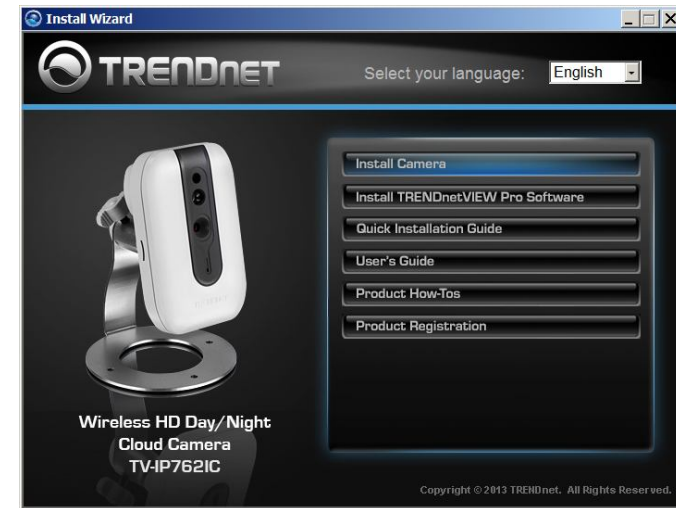 Install Wizard
TRENDNET
Select your language: English
Install Camera
Install TRENDnetVIEW Pro Software
Quick Installation Guide
User's Guide
Product How-Tos
Product Registration
TRENDNET
Wireless HD Day/Night
Cloud Camera
TV-IP762IC
Copyright © 2013 TRENDnet. All Rights Reserved.